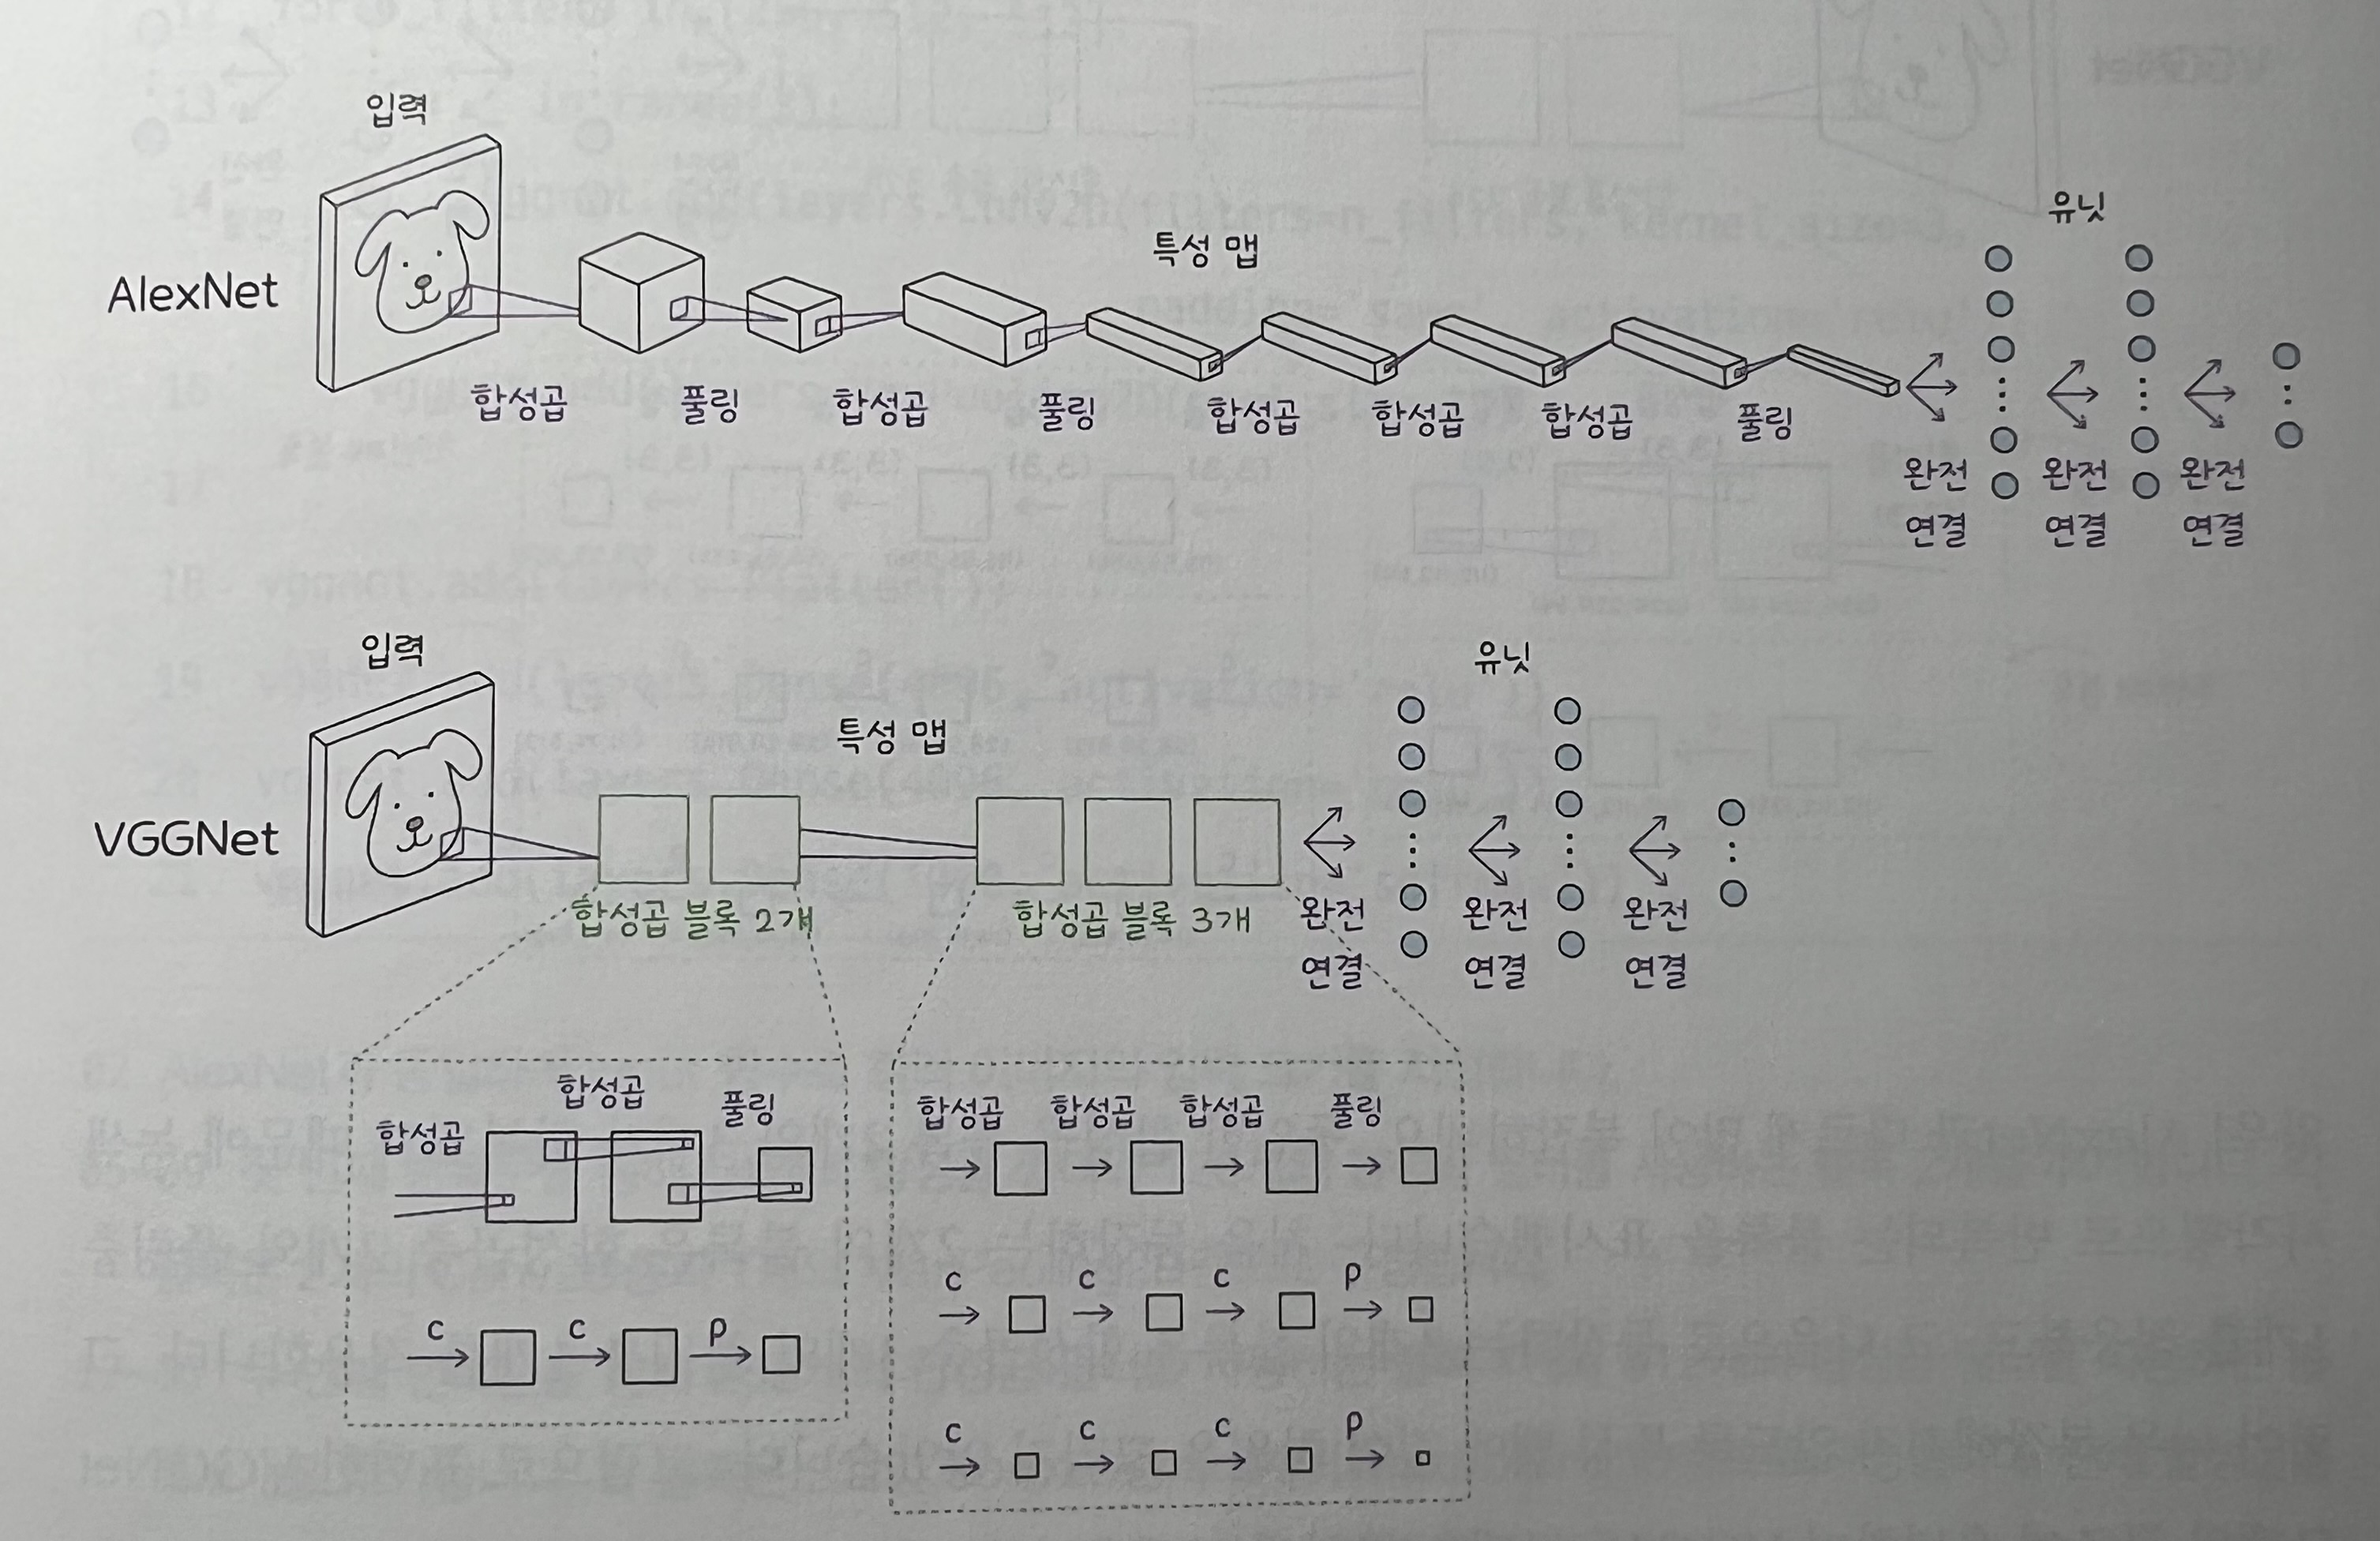 입력
유닛
특성 맵
AlexNet
합성곱 풀링 합성곱 풀링 합성곱 합성곱 합성곱 풀링
완전 연결
완전 연결
완전 연결
입력
유닛
특성 맵
VGGNet
합성곱 블록 2개
합성곱 블록 3개
완전 연결
완전 연결
완전 연결
합성곱 합성곱 풀링
c c p
합성곱 합성곱 합성곱 풀링
c c c p
c c c p